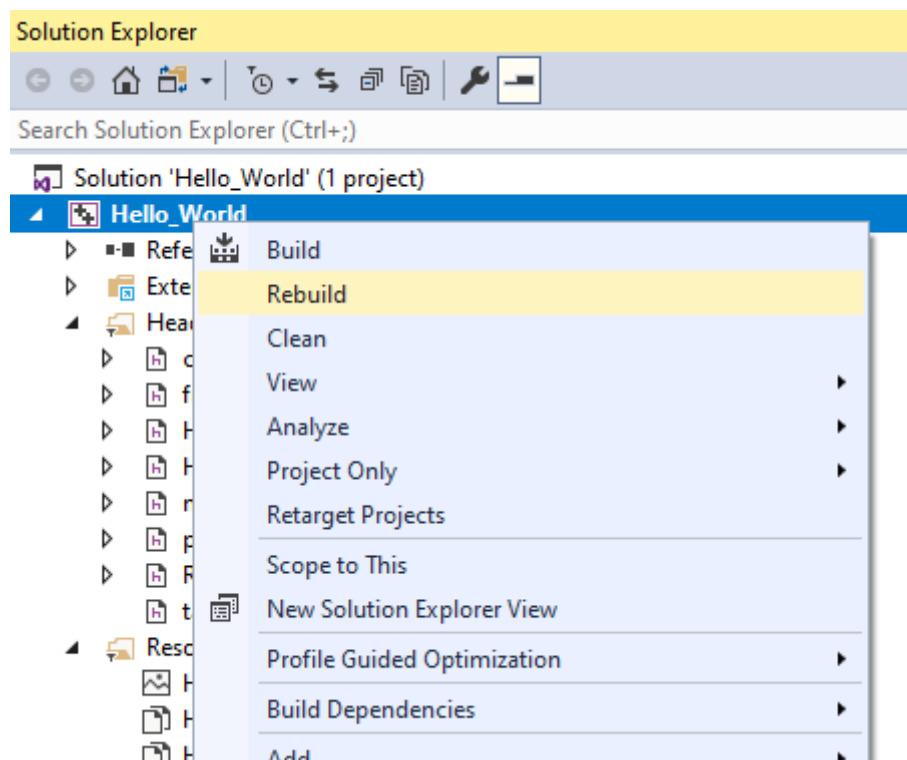 Solution Explorer
Search Solution Explorer (Ctrl+;)
Solution 'Hello_World' (1 project)
Hello_World
Build
Rebuild
Clean
View
Analyze
Project Only
Retarget Projects
Scope to This
New Solution Explorer View
Profile Guided Optimization
Build Dependencies
Add